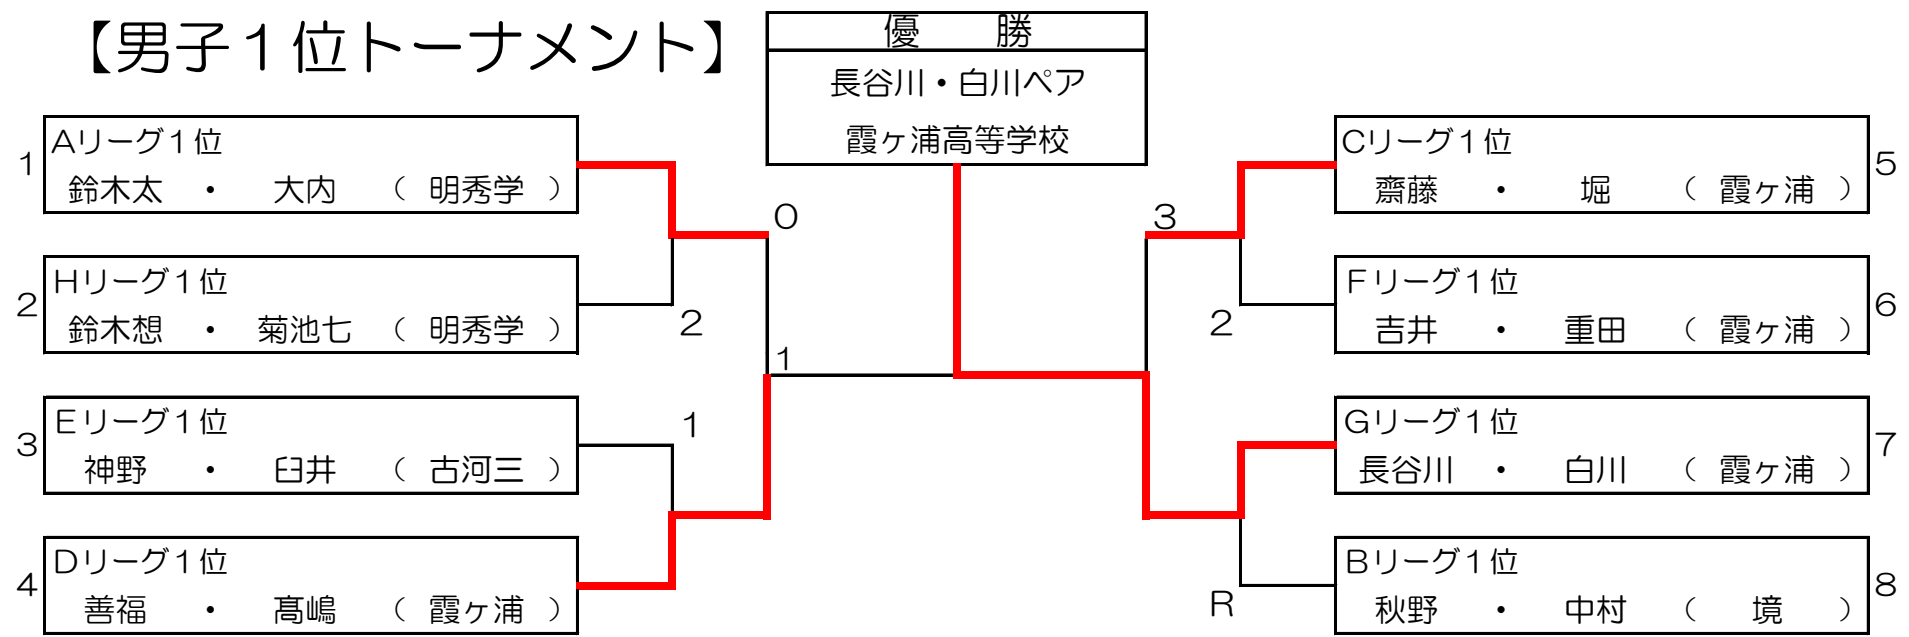 【男子１位トーナメント】
優　勝
長谷川・白川ペア
霞ヶ浦高等学校
1
Aリーグ１位
鈴木太 ・ 大内 （ 明秀学 ）
2
Hリーグ１位
鈴木想 ・ 菊池七 （ 明秀学 ）
3
Eリーグ１位
神野 ・ 臼井 （ 古河三 ）
4
Dリーグ１位
善福 ・ 髙嶋 （ 霞ヶ浦 ）
0
2
1
1
3
2
R
Cリーグ１位
齋藤 ・ 堀 （ 霞ヶ浦 ）
5
Fリーグ１位
吉井 ・ 重田 （ 霞ヶ浦 ）
6
Gリーグ１位
長谷川 ・ 白川 （ 霞ヶ浦 ）
7
Bリーグ１位
秋野 ・ 中村 （ 境 ）
8